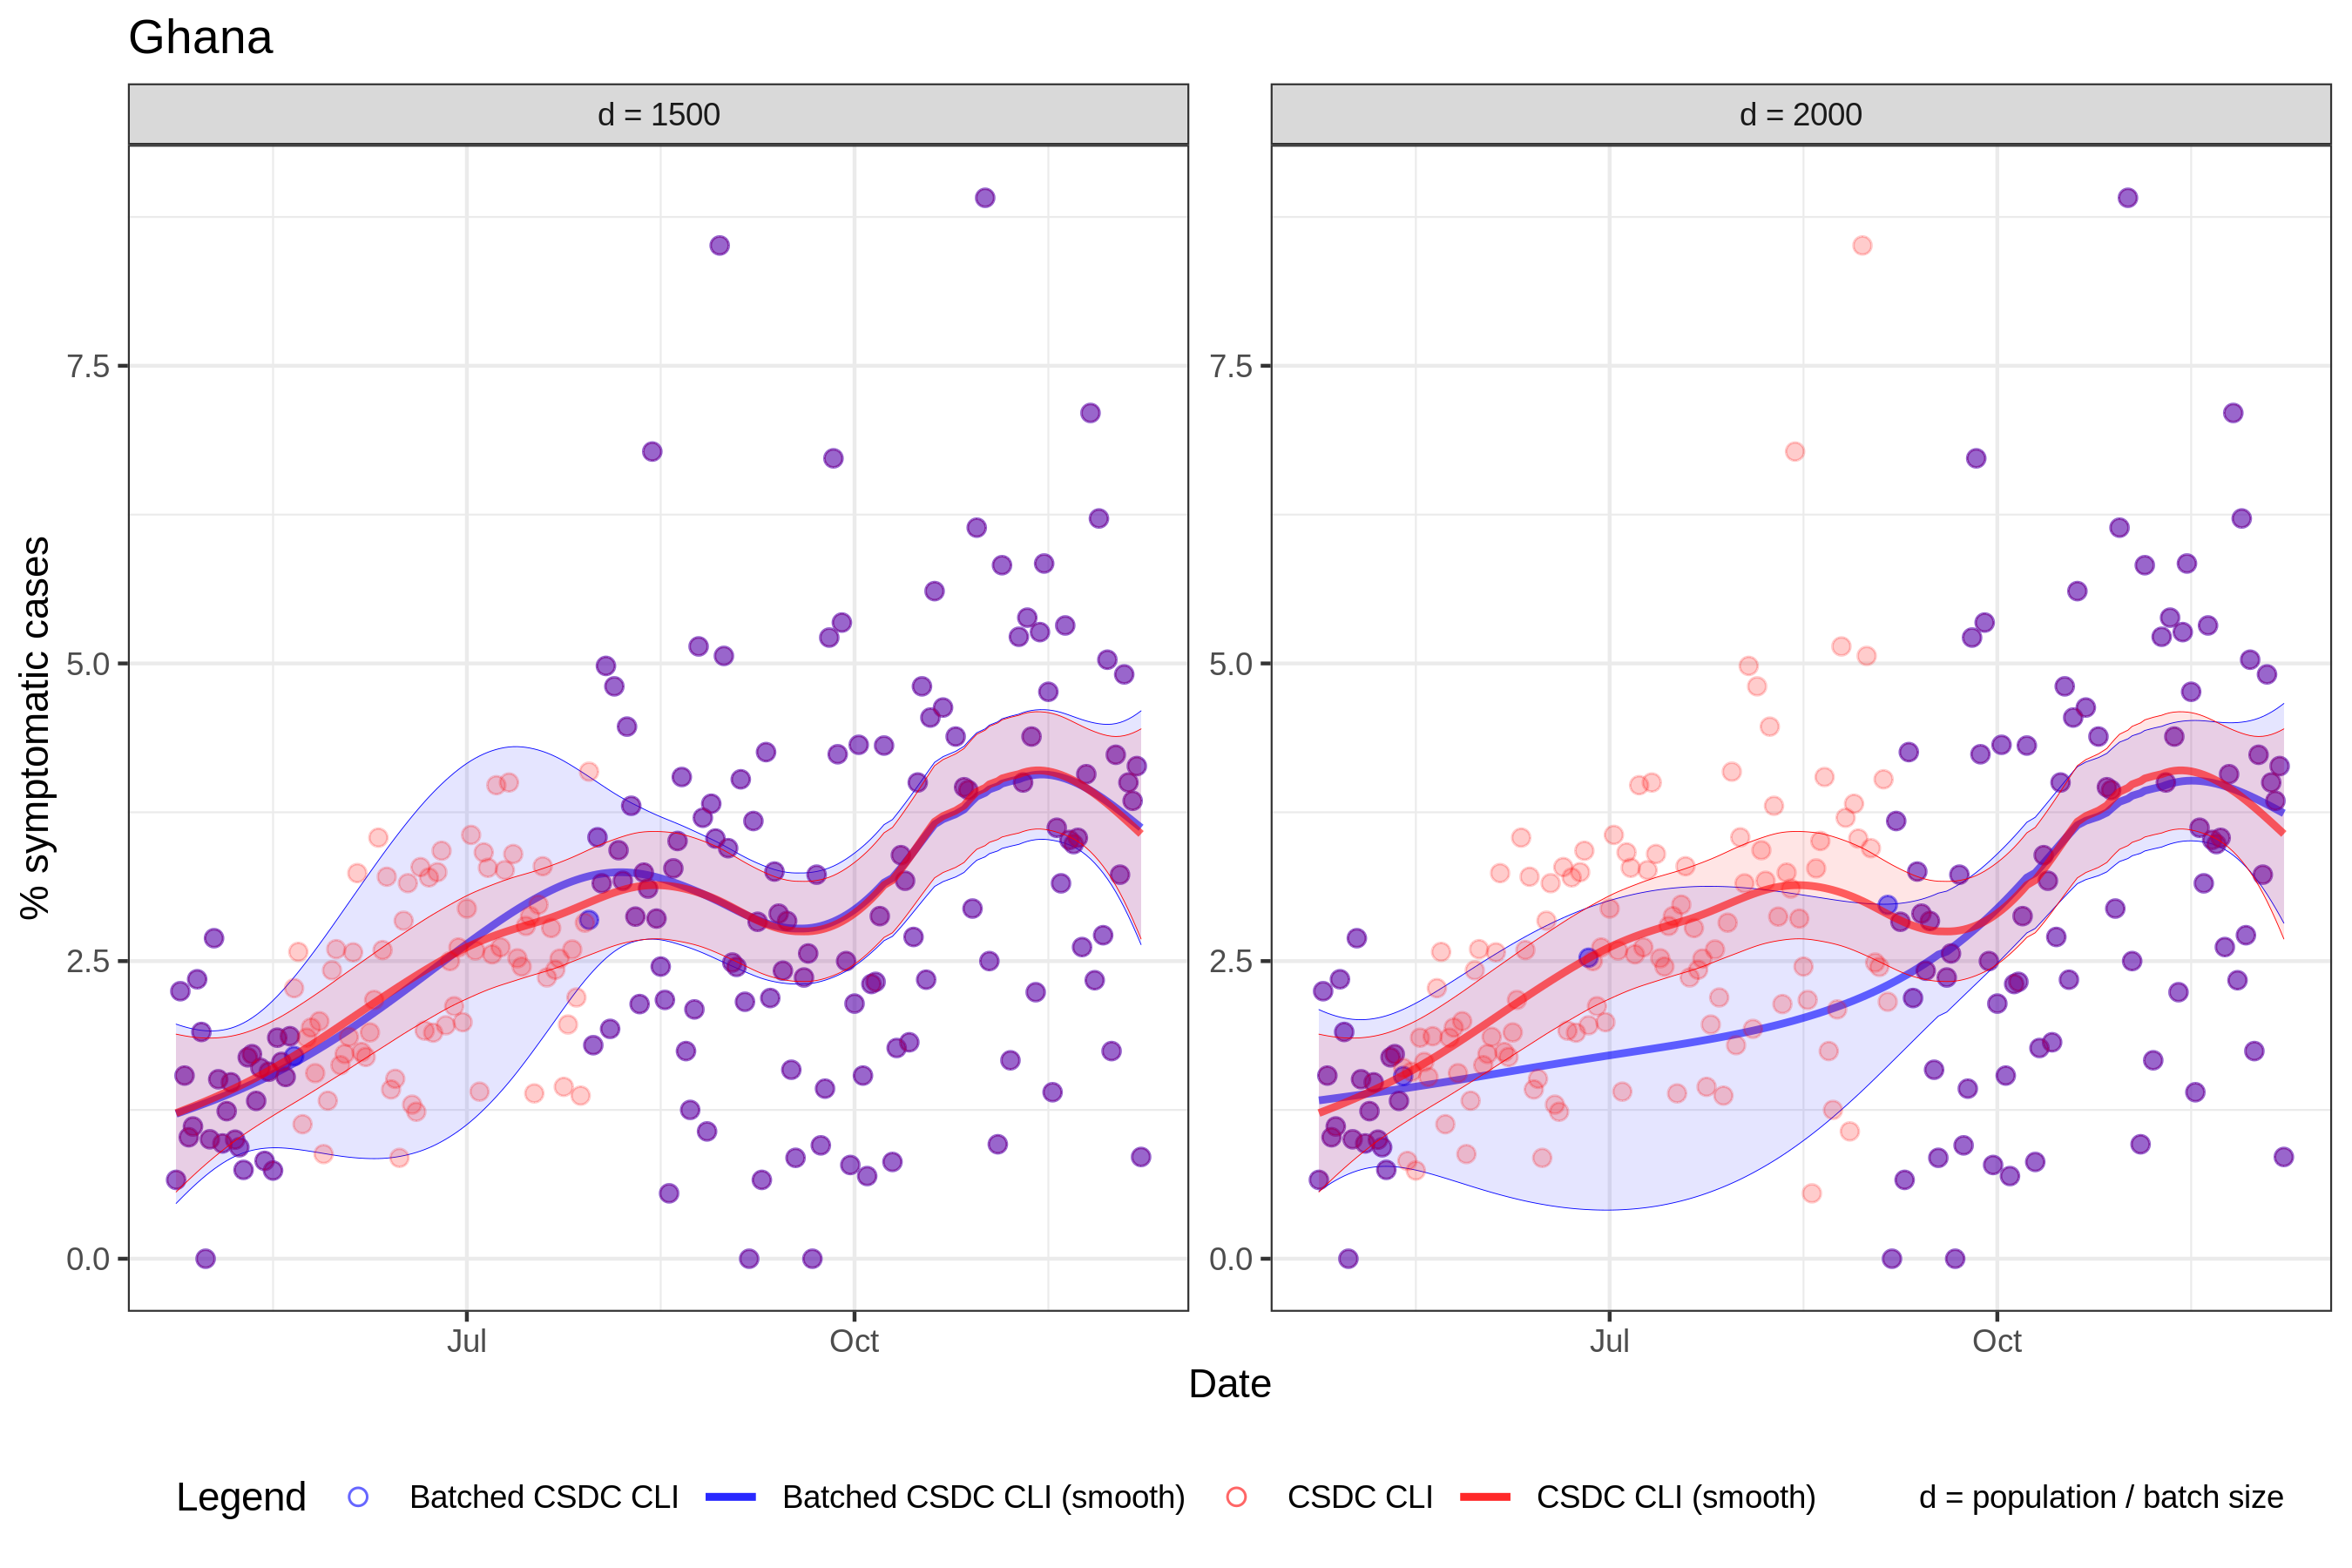 Ghana
d = 1500
d = 2000
% symptomatic cases
7.5
5.0
2.5
0.0
7.5
5.0
2.5
0.0
Jul
Oct
Jul
Oct
Date
Legend
Batched CSDC CLI
Batched CSDC CLI (smooth)
CSDC CLI
CSDC CLI (smooth)
d = population / batch size